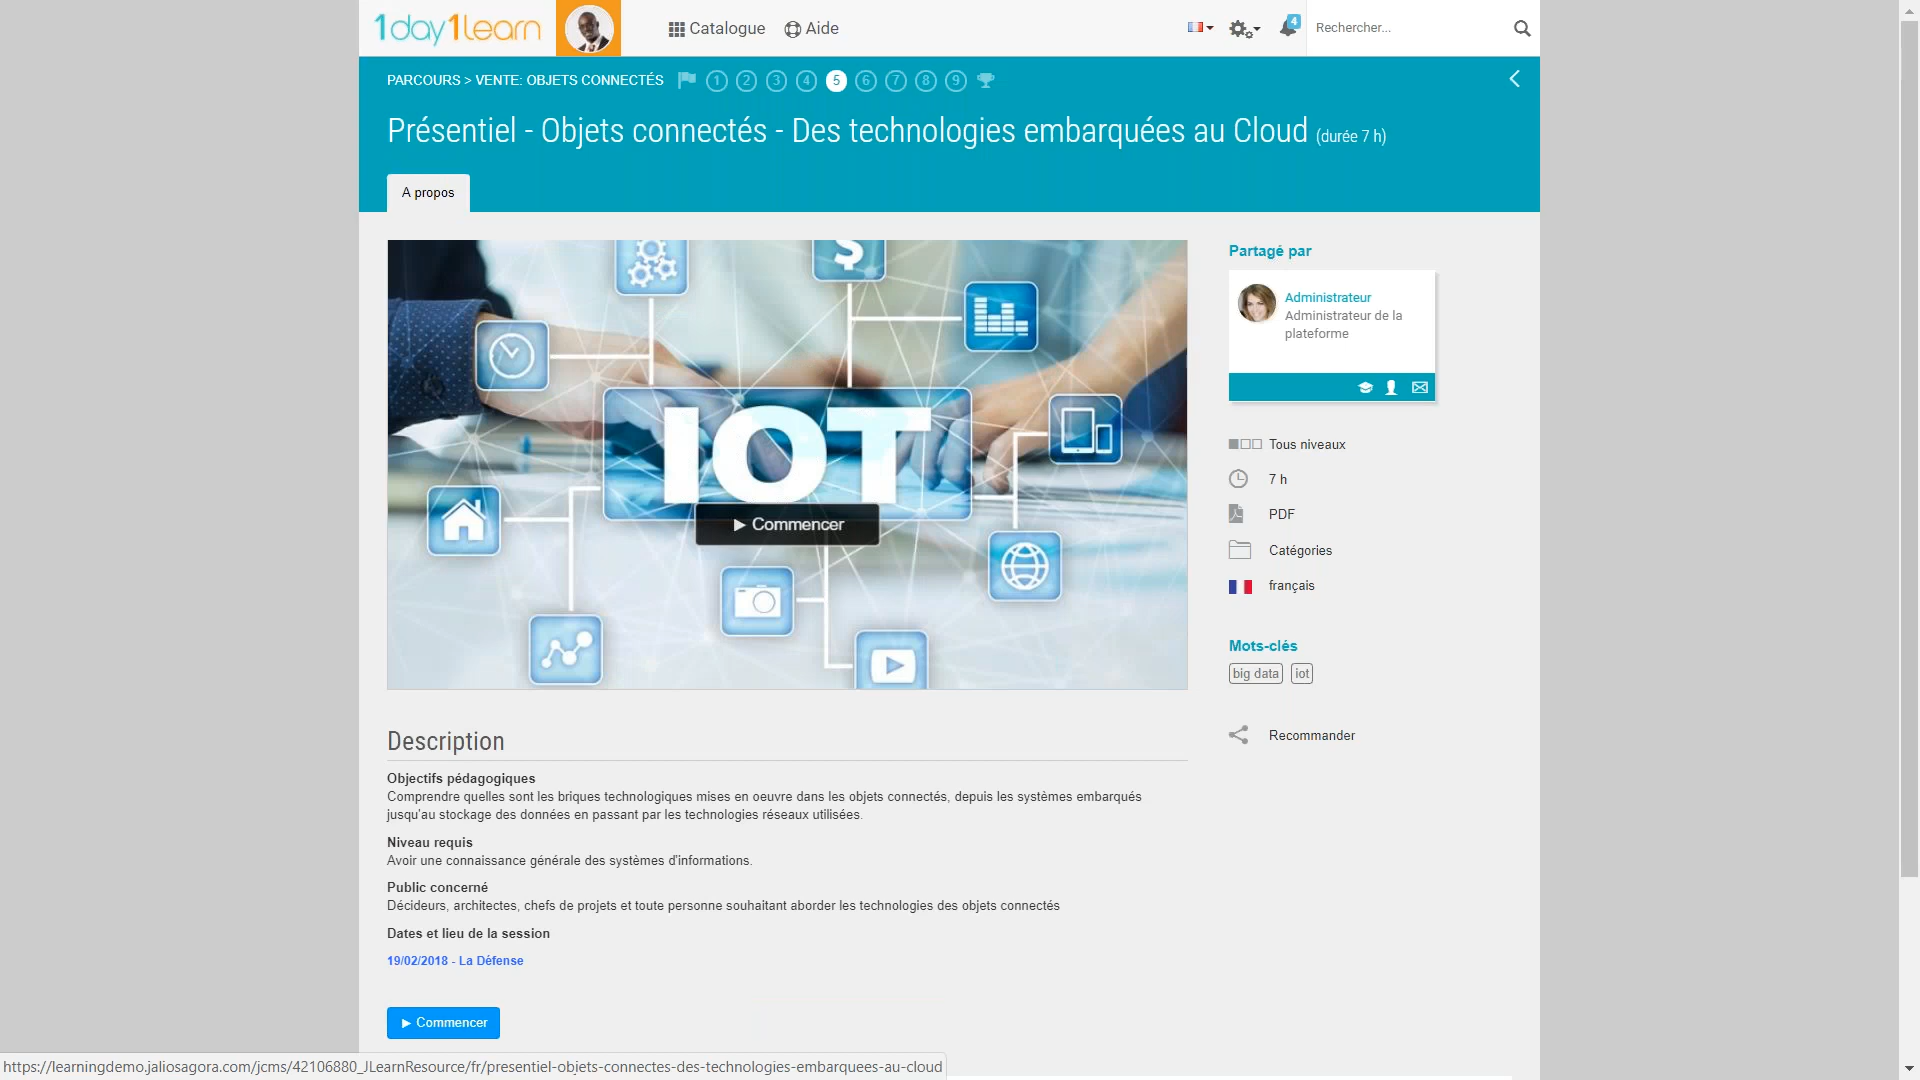 1day1learn
Catalogue
Aide
4
Rechercher...
PARCOURS > VENTE: OBJETS CONNECTÉS 1 2 3 4 5 6 7 8 9
Présentiel - Objets connectés - Des technologies embarquées au Cloud (durée 7 h)
A propos
$
IOT
Commencer
Partagé par
Administrateur
Administrateur de la
plateforme
Tous niveaux
7 h
PDF
Catégories
français
Mots-clés
big data iot
Recommander
Description
Objectifs pédagogiques
Comprendre quelles sont les briques technologiques mises en oeuvre dans les objets connectés, depuis les systèmes embarqués
jusqu'au stockage des données en passant par les technologies réseaux utilisées.
Niveau requis
Avoir une connaissance générale des systèmes d'informations.
Public concerné
Décideurs, architectes, chefs de projets et toute personne souhaitant aborder les technologies des objets connectés
Dates et lieu de la session
19/02/2018 - La Défense
Commencer
https://learningdemo.jaliosagora.com/jcms/42106880_JLearnResource/fr/presentiel-objets-connectes-des-technologies-embarquees-au-cloud